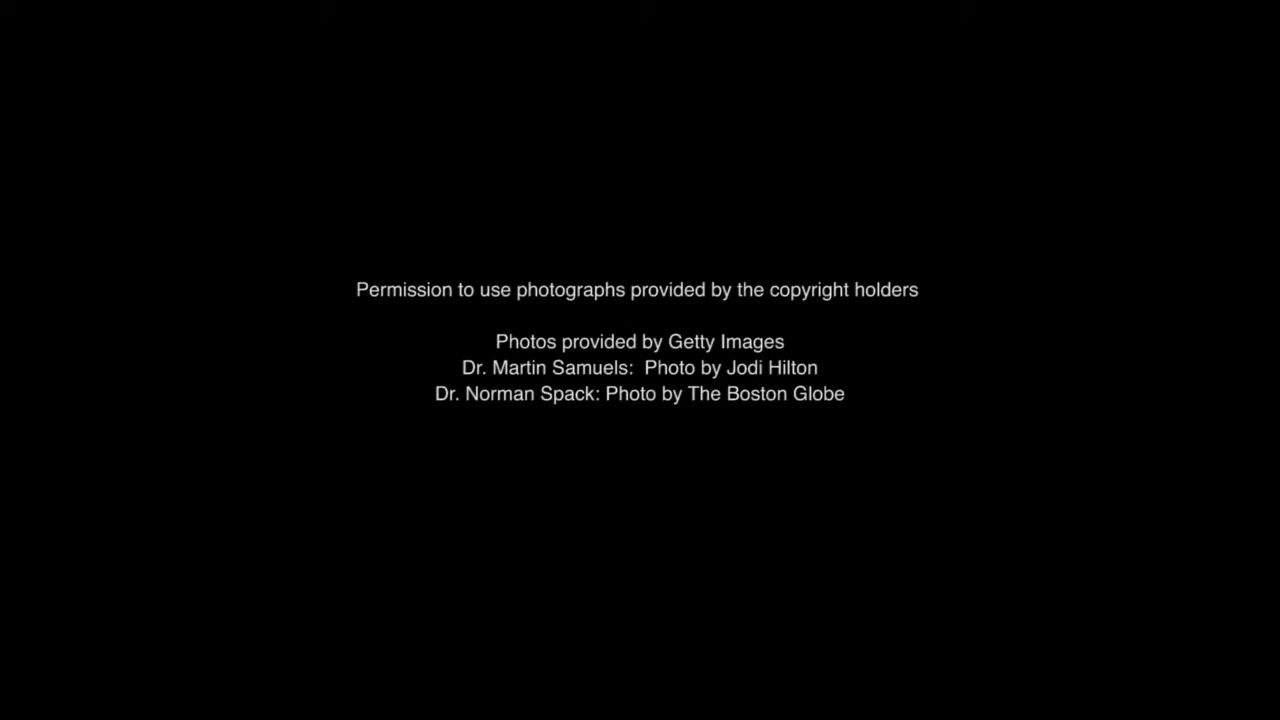 Permission to use photographs provided by the copyright holders
Photos provided by Getty Images
Dr. Martin Samuels:  Photo by Jodi Hilton
Dr. Norman Spack: Photo by The Boston Globe